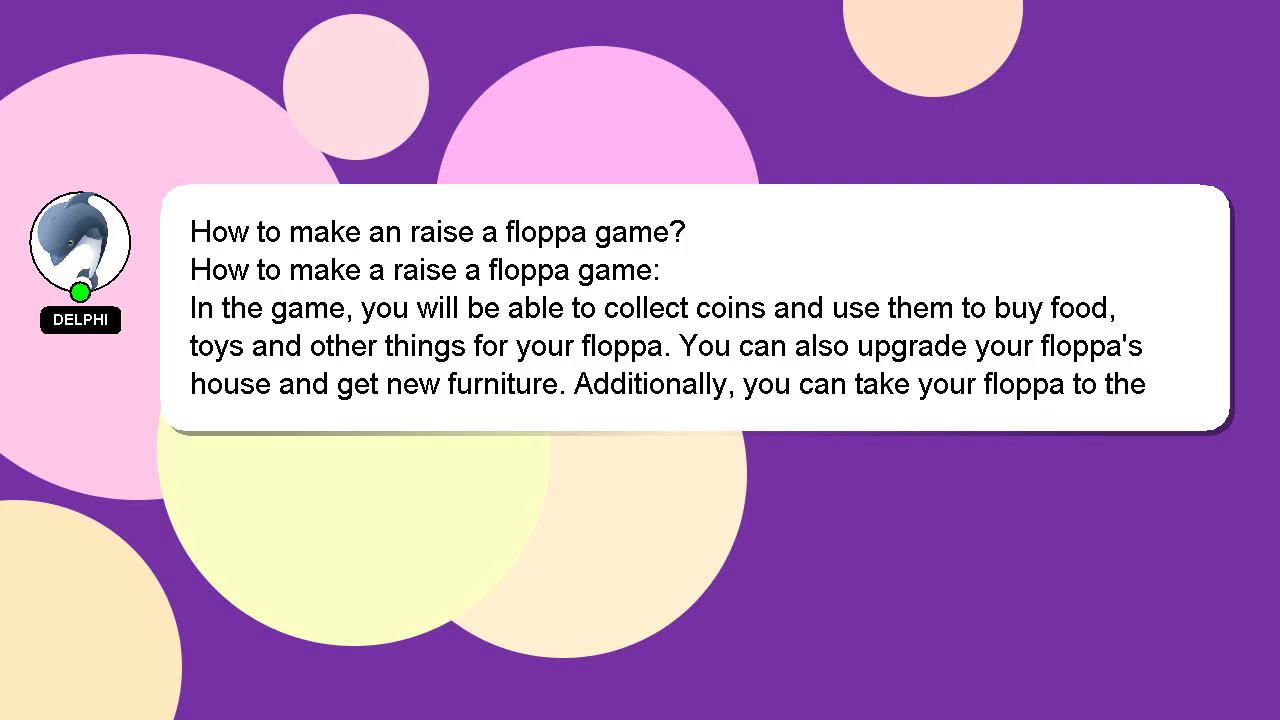 How to make an raise a floppa game?
How to make a raise a floppa game:
In the game, you will be able to collect coins and use them to buy food,
toys and other things for your floppa. You can also upgrade your floppa's
house and get new furniture. Additionally, you can take your floppa to the
DELPHI